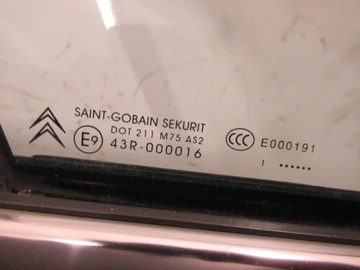 SAINT-GOBAIN SEKURIT
DOT 211 M75 AS2
E9 43R-000016
CCC E000191
1 ......